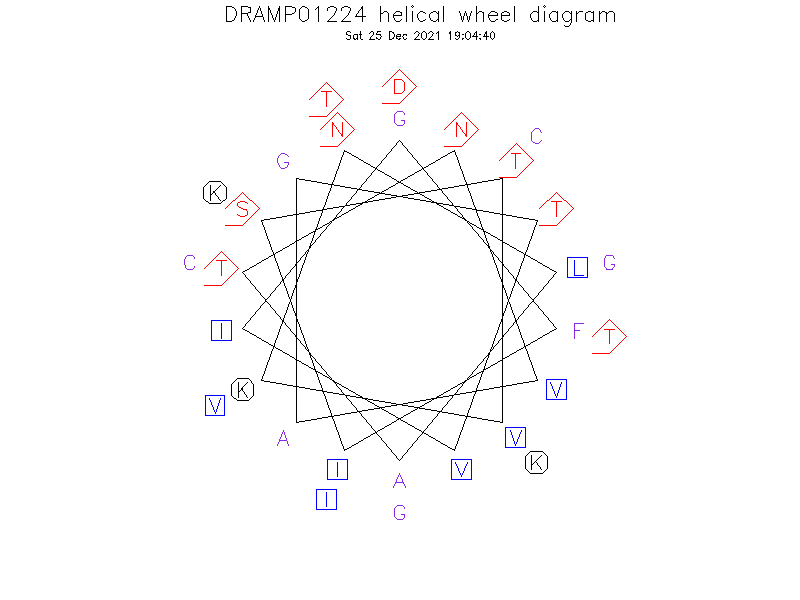 DRAMP01224 helical wheel diagram
Sat 25 Dec 2021 19:04:40
D
T
G
N
N
C
G
T
K
S
T
C
T
L
G
I
F
T
V
K
V
A
V
K
I
V
A
I
G